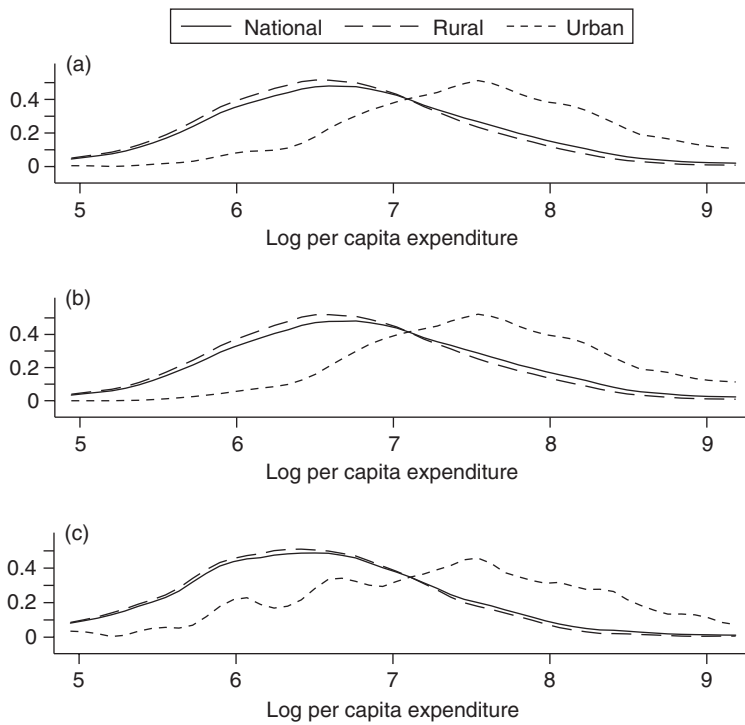 National Rural Urban
(a)
0.4
0.2
0
5 6 7 8 9
Log per capita expenditure
(b)
0.4
0.2
0
5 6 7 8 9
Log per capita expenditure
(c)
0.4
0.2
0
5 6 7 8 9
Log per capita expenditure